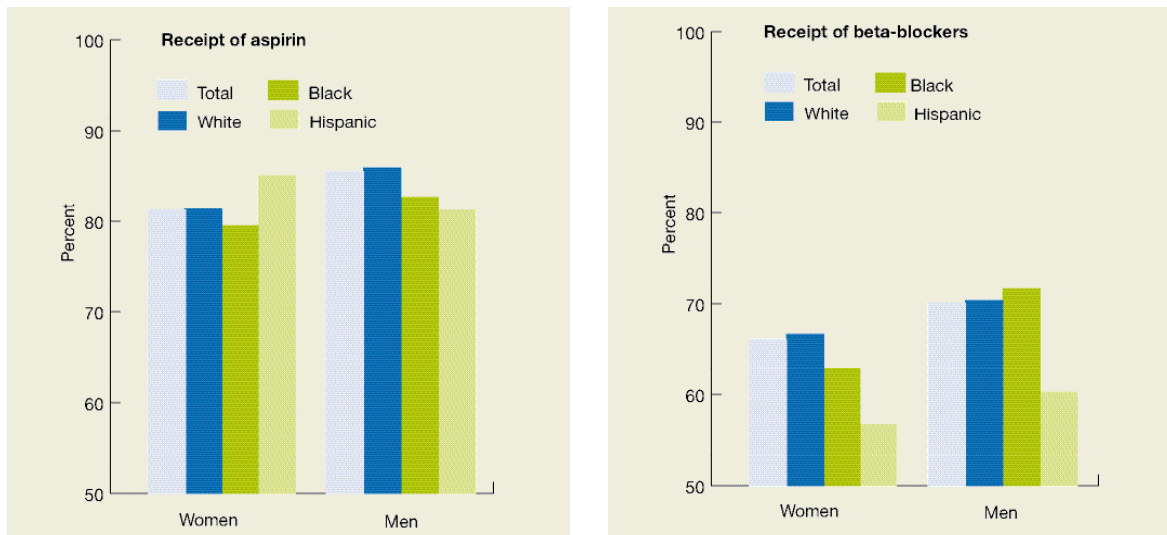 Receipt of aspirin
Total Black
White Hispanic
100
90
80
70
60
50
Percent
Women Men
Receipt of beta-blockers
Total Black
White Hispanic
100
90
80
70
60
50
Percent
Women Men